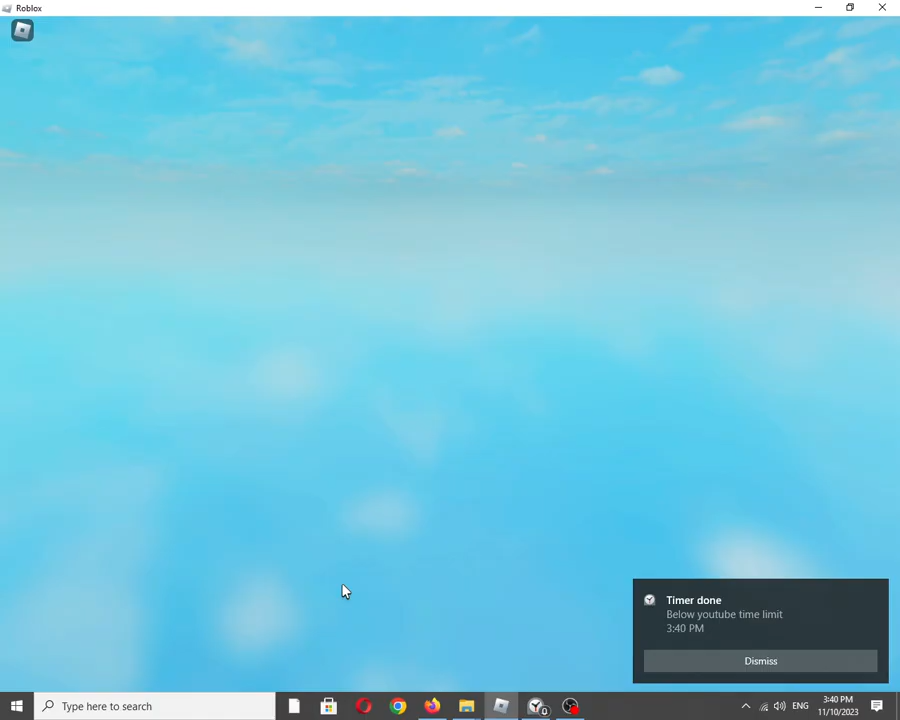 Roblox
Timer done
Below youtube time limit
3:40 PM
Dismiss
Type here to search
0
ENG
3:40 PM
11/10/2023